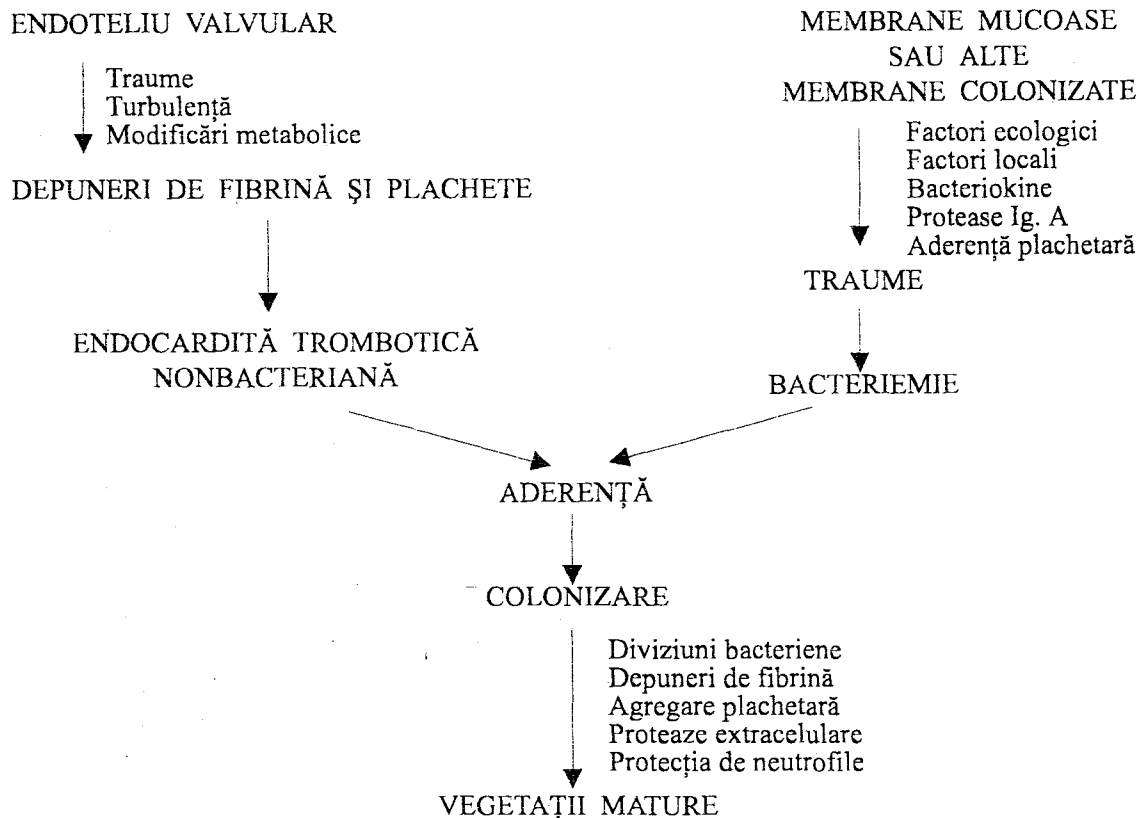 ENDOTELIU VALVULAR
Traume
Turbulență
Modificări metabolice
DEPUNERI DE FIBRINĂ ŞI PLACHETE
ENDOCARDITĂ TROMBOTICĂ
NONBACTERIANĂ
MEMBRANE MUCOASE
SAU ALTE
MEMBRANE COLONIZATE
Factori ecologici
Factori locali
Bacteriokine
Protease Ig. A
Aderență plachetară
TRAUME
BACTERIEMIE
ADERENȚĂ
COLONIZARE
Diviziuni bacteriene
Depuneri de fibrină
Agregare plachetară
Proteaze extracelulare
Protecția de neutrofile
VEGETAȚII MATURE